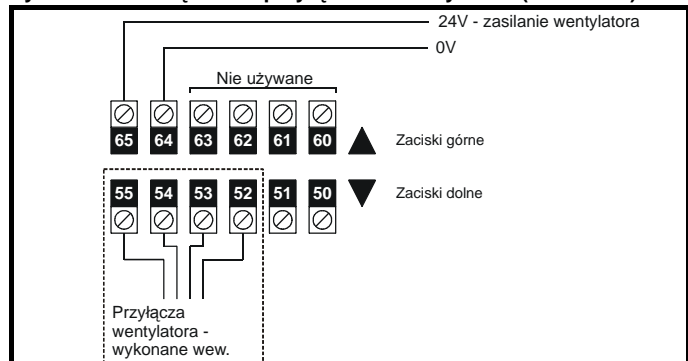 24V - zasilanie wentylatora
0V
Nie używane
65 64 63 62 61 60
Zaciski górne
55 54 53 52 51 50
Zaciski dolne
Przyłącza
wentylatora -
wykonane wew.